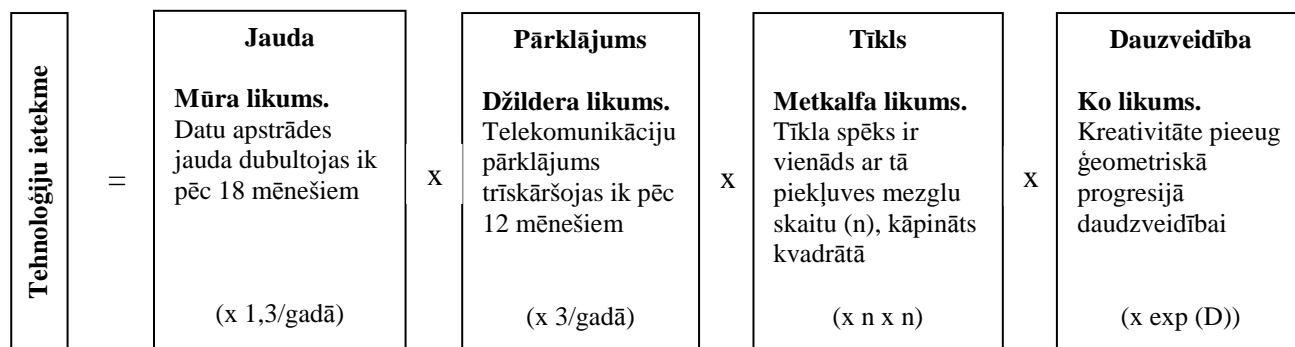 Tehnoloģiju ietekme
=
Jauda
Mūra likums.
Datu apstrādes
jauda dubultojas ik
pēc 18 mēnešiem
(x 1,3/gadā)
x
Pārklājums
Džildera likums.
Telekomunikāciju
pārklājums
trīskāršojas ik pēc
12 mēnešiem
(x 3/gadā)
x
Tīkls
Metkalfa likums.
Tīkla spēks ir
vienāds ar tā
piekļuves mezglu
skaitu (n), kāpināts
kvadrātā
(x n x n)
x
Dauzveidība
Ko likums.
Kreativitāte pieeug
ģeometriskā
progresijā
daudzveidībai
(x exp (D))